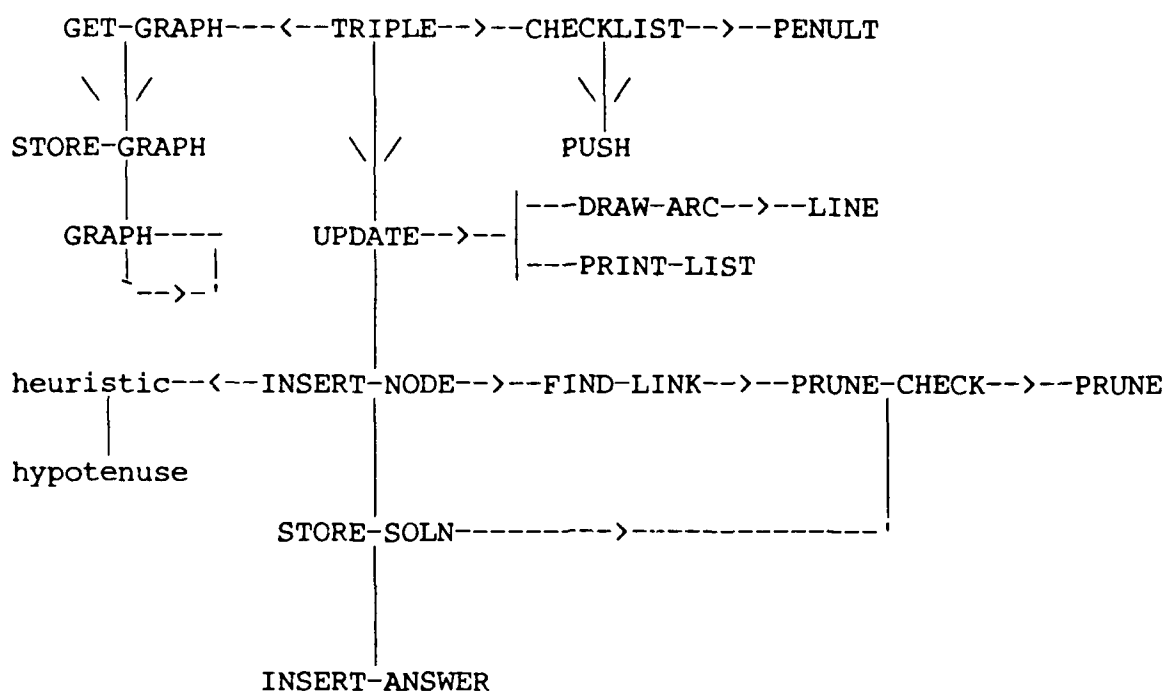 GET-GRAPH---<--TRIPLE-->--CHECKLIST-->--PENULT
STORE-GRAPH PUSH
---DRAW-ARC-->--LINE
GRAPH---- UPDATE-->--
---PRINT-LIST
-->-
heuristic--<--INSERT-NODE-->--FIND-LINK-->--PRUNE-CHECK-->--PRUNE
hypotenuse
STORE-SOLN-------->-------------
INSERT-ANSWER